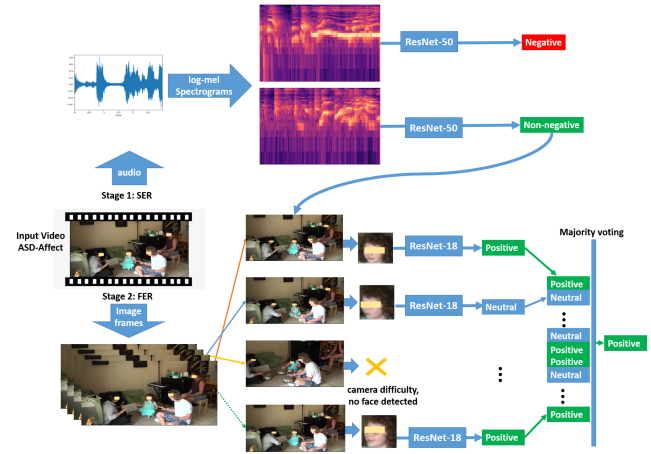 ResNet-50
Negative
log-mel
Spectrograms
ResNet-50
Non-negative
audio
Stage 1: SER
Input Video
ASD-Affect
Stage 2: FER
Image
frames
Majority voting
ResNet-18
Positive
Positive
Neutral
ResNet-18
Neutral
Neutral
Positive
Positive
Neutral
Positive
camera difficulty,
no face detected
Positive
ResNet-18
Positive